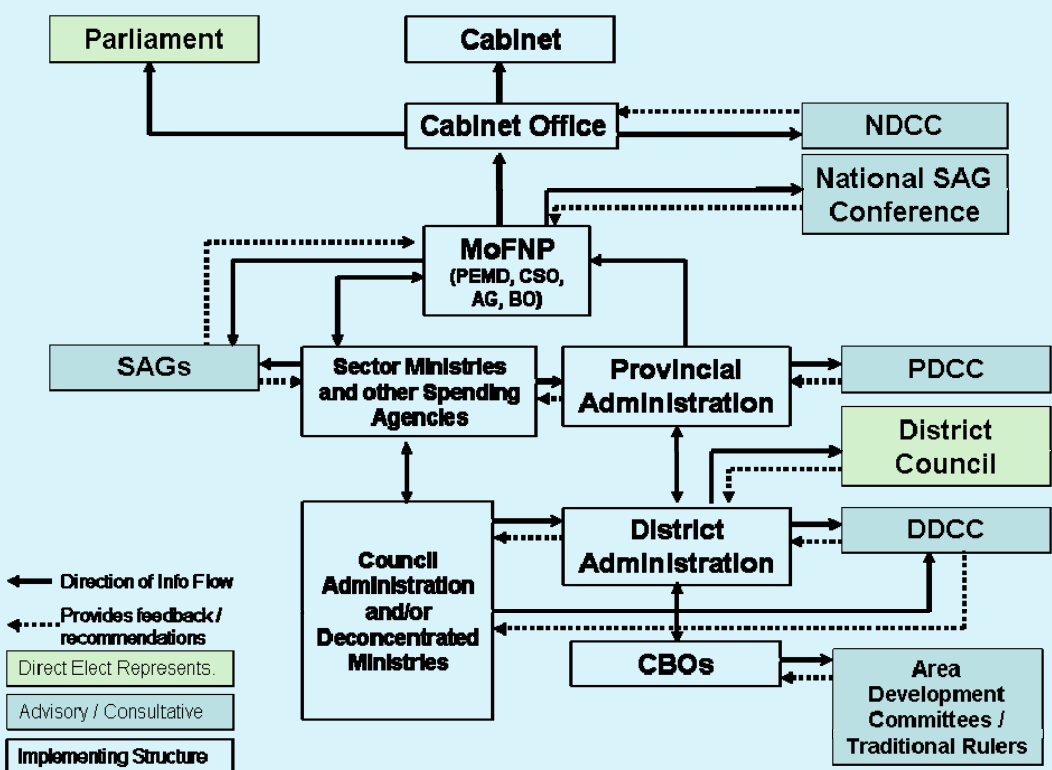 Parliament
Cabinet
Cabinet Office
NDCC
National SAG
Conference
MoFNP
(PEMD, CSO,
AG, BO)
SAGs
Sector Ministries
and other Spending
Agencies
Provincial
Administration
PDCC
District
Council
Council
Administration
and/or
Deconcentrated
Ministries
District
Administration
DDCC
CBOs
Area
Development
Committees /
Traditional Rulers
Direction of Info Flow
Provides feedback /
recommendations
Direct Elect Represents.
Advisory / Consultative
Implementing Structure